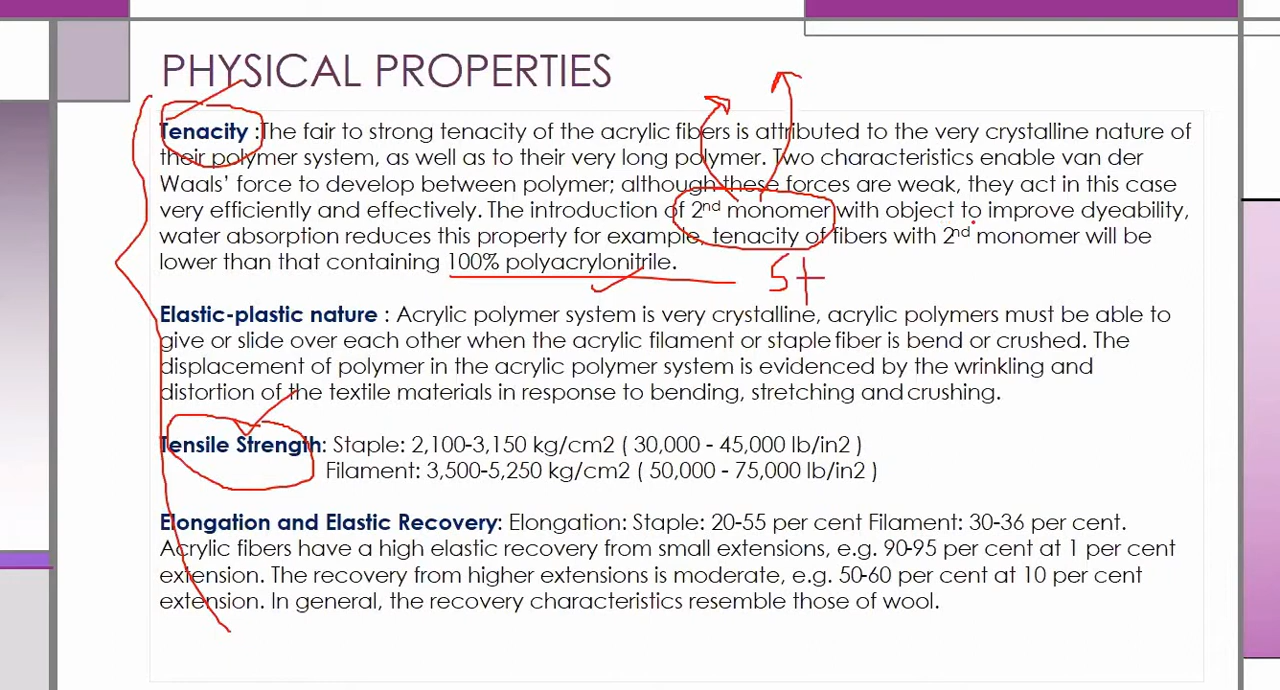 PHYSICAL PROPERTIES
Tenacity :The fair to strong tenacity of the acrylic fibers is attributed to the very crystalline nature of
their polymer system, as well as to their very long polymer. Two characteristics enable van der
Waals' force to develop between polymer; although these forces are weak, they act in this case
very efficiently and effectively. The introduction of 2nd monomer with object to improve dyeability,
water absorption reduces this property for example, tenacity of fibers with 2nd monomer will be
lower than that containing 100% polyacrylonitrile.
Elastic-plastic nature : Acrylic polymer system is very crystalline, acrylic polymers must be able to
give or slide over each other when the acrylic filament or staple fiber is bend or crushed. The
displacement of polymer in the acrylic polymer system is evidenced by the wrinkling and
distortion of the textile materials in response to bending, stretching and crushing.
Tensile Strength: Staple: 2,100-3,150 kg/cm2 ( 30,000 - 45,000 lb/in2 )
Filament: 3,500-5,250 kg/cm2 ( 50,000 - 75,000 lb/in2 )
Elongation and Elastic Recovery: Elongation: Staple: 20-55 per cent Filament: 30-36 per cent.
Acrylic fibers have a high elastic recovery from small extensions, e.g. 90-95 per cent at 1 per cent
extension. The recovery from higher extensions is moderate, e.g. 50-60 per cent at 10 per cent
extension. In general, the recovery characteristics resemble those of wool.